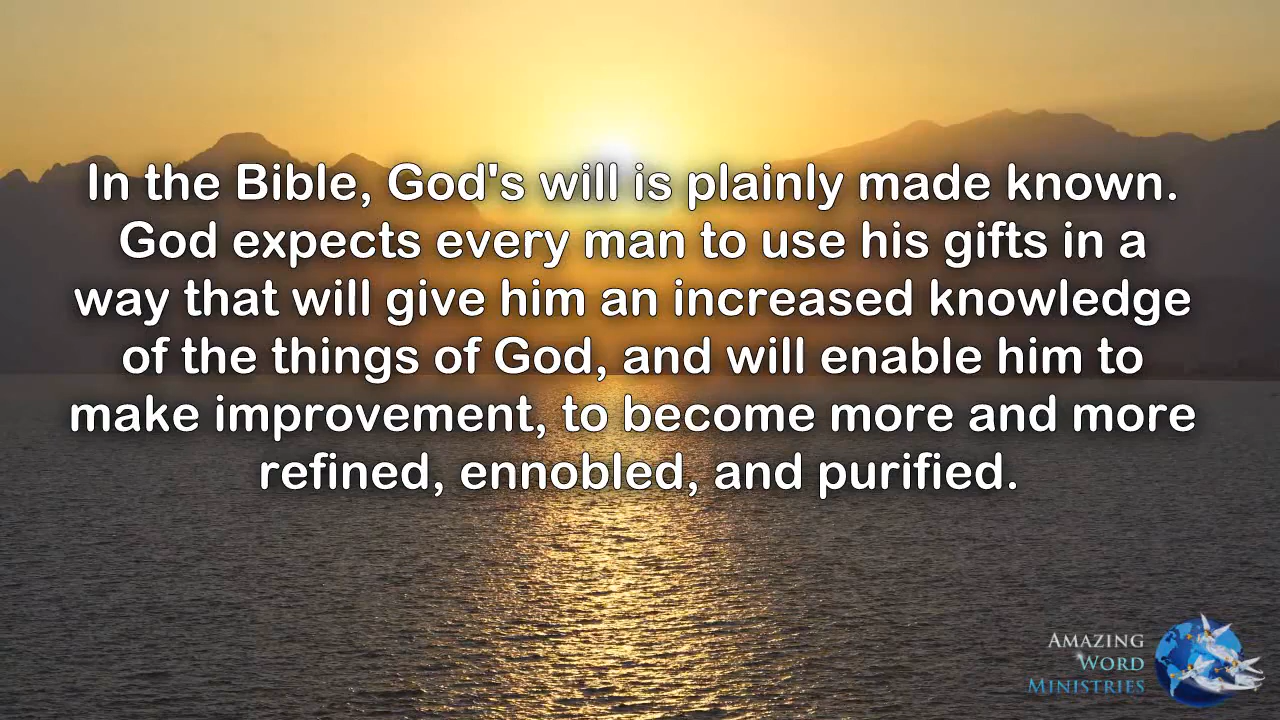 In the Bible, God's will is plainly made known.
God expects every man to use his gifts in a
way that will give him an increased knowledge
of the things of God, and will enable him to
make improvement, to become more and more
refined, ennobled, and purified.
AMAZING
WORD
MINISTRIES